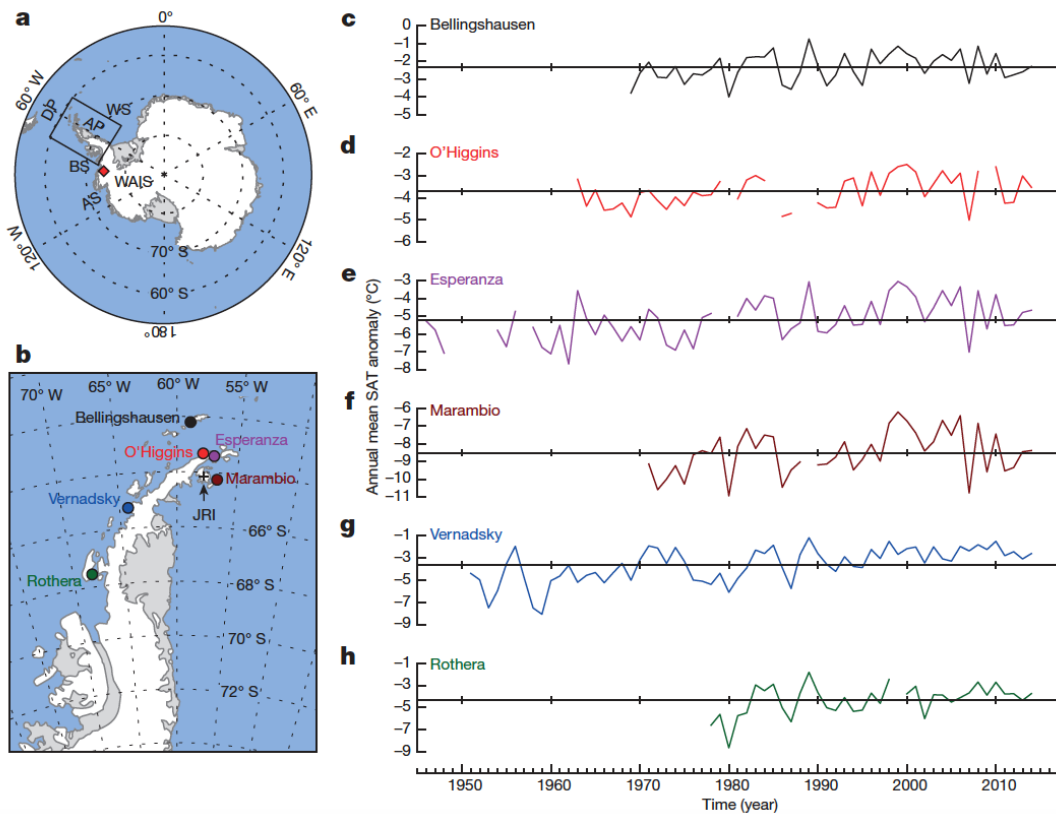 a
0°
60° W
60° E
DP
WS
AP
BS
WAIS
AS
120° W
70° S
120° E
60° S
180°
b
70° W
65° W
60° W
55° W
Bellingshausen
Esperanza
O'Higgins
Marambio
Vernadsky
JRI
66° S
Rothera
68° S
70° S
72° S
Annual mean SAT anomaly (°C)
c
Bellingshausen
0
–1
–2
–3
–4
–5
d
O'Higgins
–2
–3
–4
–5
–6
e
Esperanza
–3
–4
–5
–6
–7
–8
f
Marambio
–6
–7
–8
–9
–10
–11
g
Vernadsky
–1
–3
–5
–7
–9
h
Rothera
–1
–3
–5
–7
–9
1950 1960 1970 1980 1990 2000 2010
Time (year)